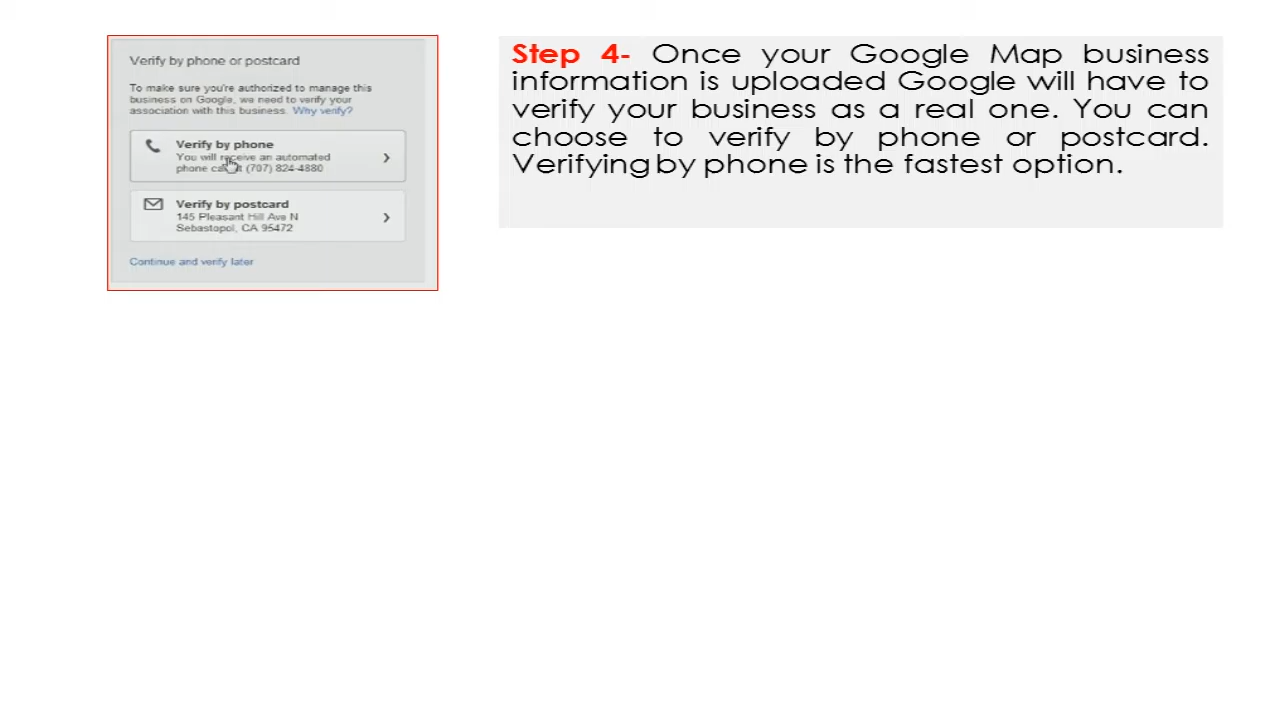 Verify by phone or postcard
To make sure you're authorized to manage this
business on Google, we need to verify your
association with this business. Why verify?
Verify by phone
You will receive an automated
phone call at (707) 824-4880
Verify by postcard
145 Pleasant Hill Ave N
Sebastopol, CA 95472
Continue and verify later
Step 4- Once your Google Map business
information is uploaded Google will have to
verify your business as a real one. You can
choose to verify by phone or postcard.
Verifying by phone is the fastest option.